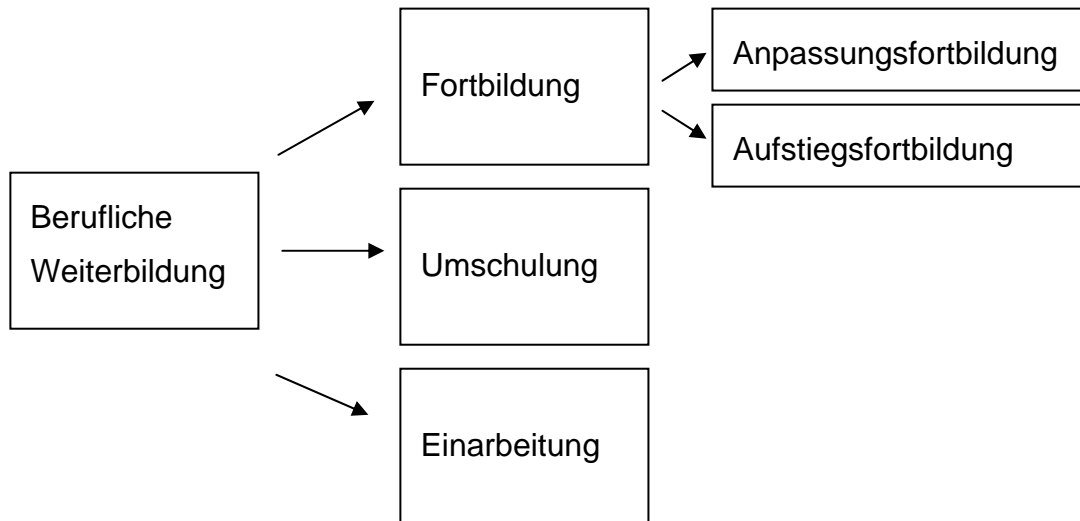 Berufliche
Weiterbildung
Fortbildung
Anpassungsfortbildung
Aufstiegsfortbildung
Umschulung
Einarbeitung